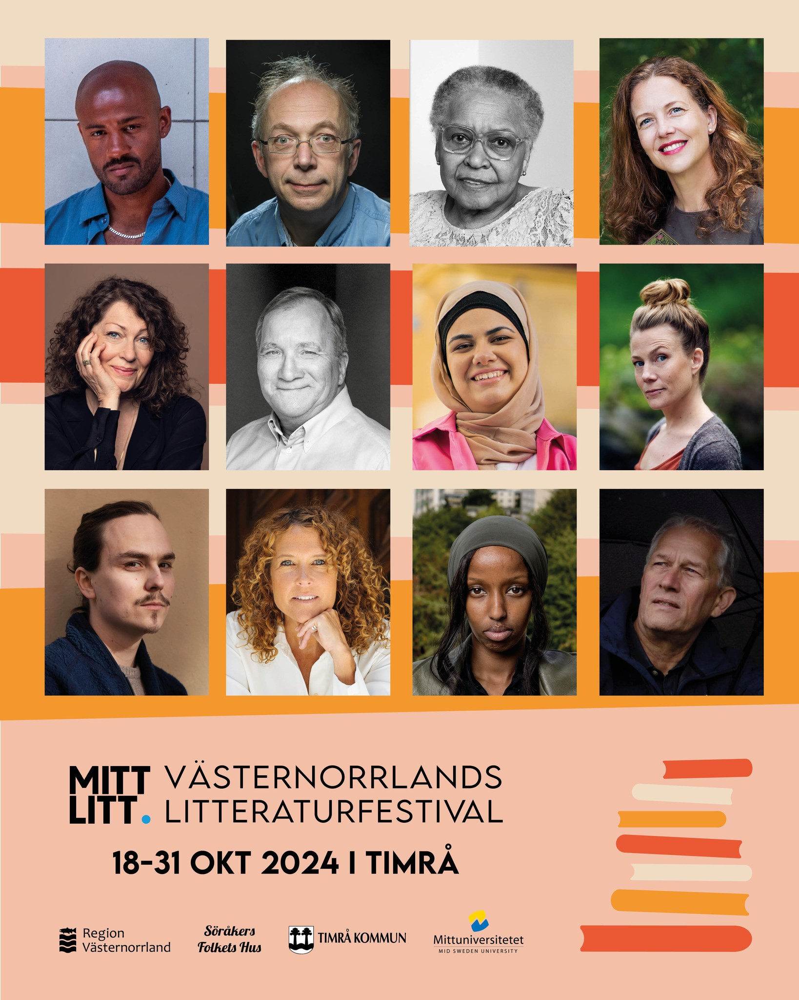 MITT
LITT.
VÄSTERNORRLANDS
LITTERATURFESTIVAL
18-31 OKT 2024 I TIMRÅ
Region
Västernorrland
Söråkers
Folkets Hus
TIMRÅ KOMMUN
Mittuniversitetet
MID SWEDEN UNIVERSITY